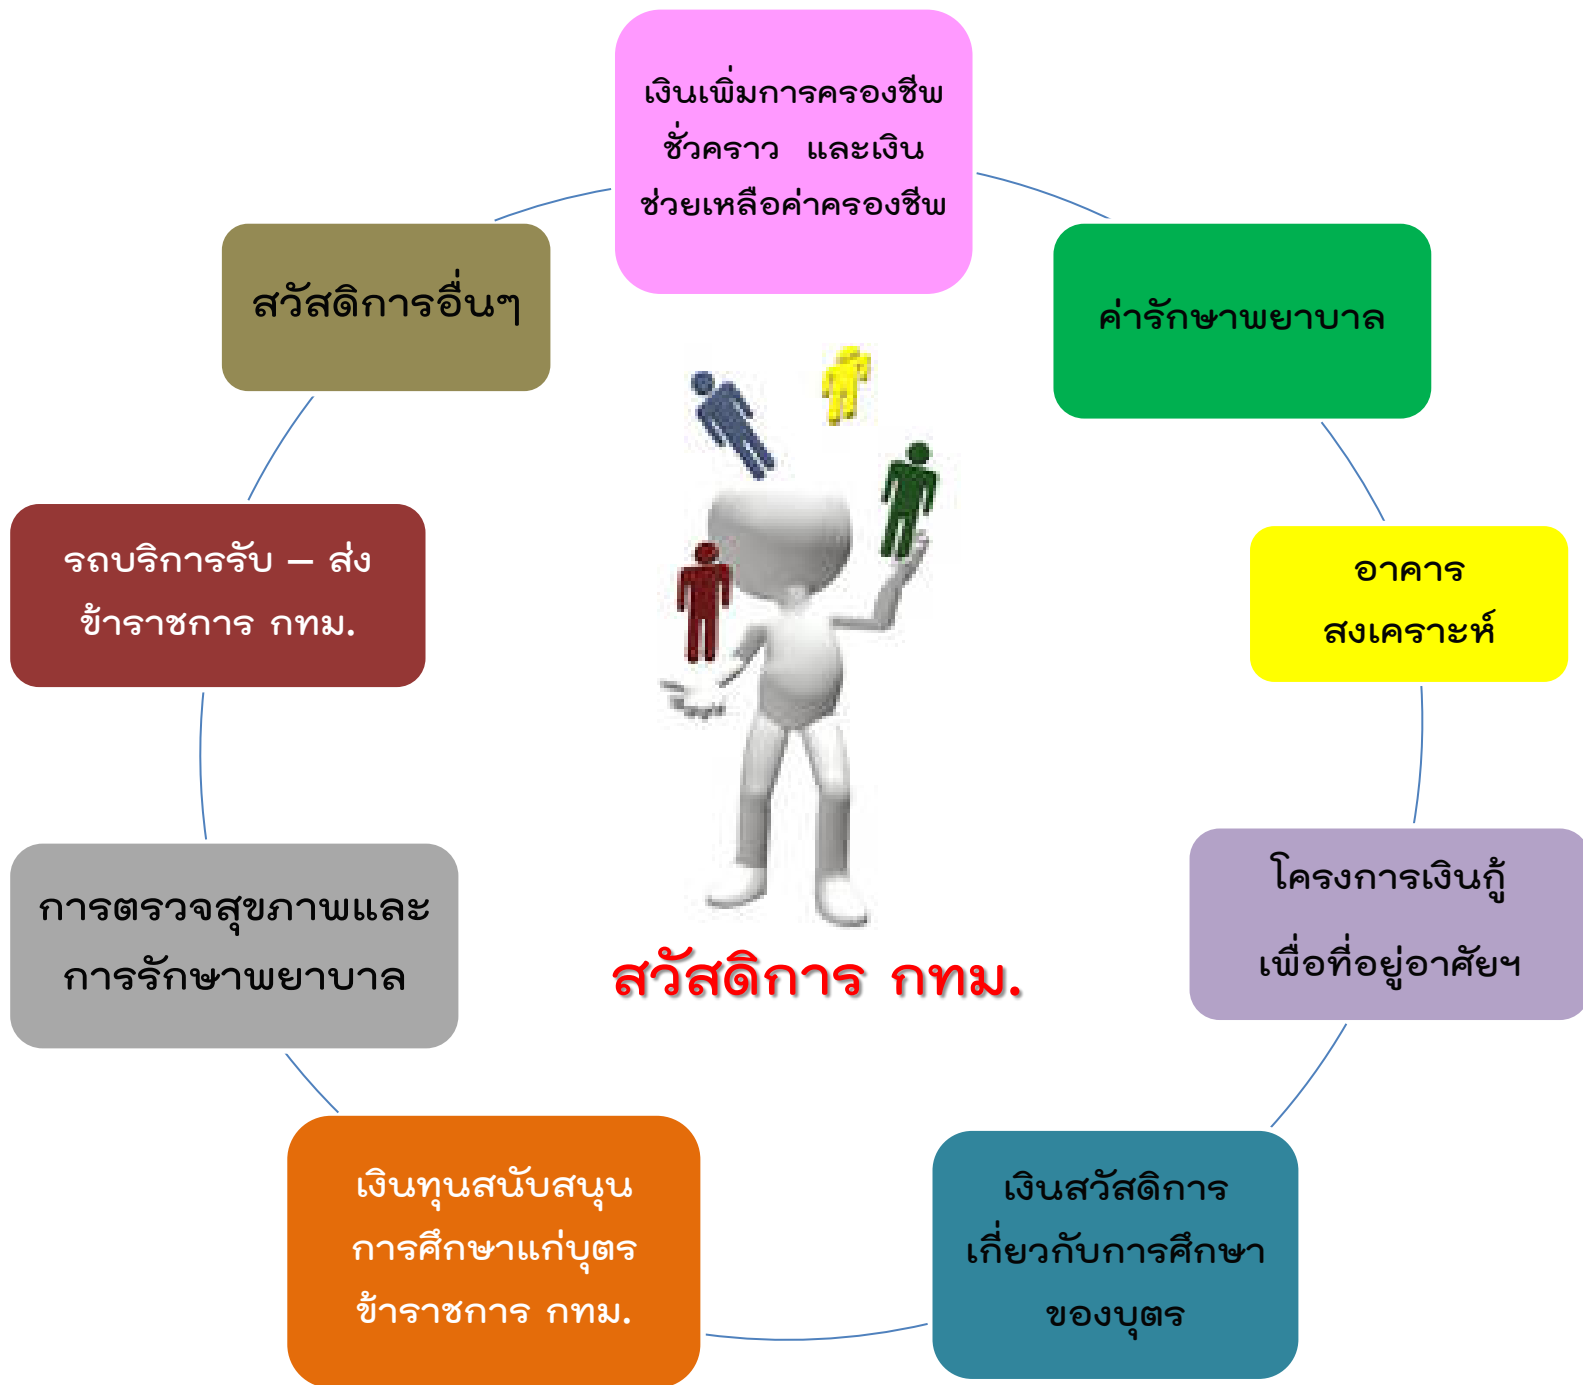 เงินเพิ่มการครองชีพ
ชั่วคราว และเงิน
ช่วยเหลือค่าครองชีพ
ค่ารักษาพยาบาล
อาคาร
สงเคราะห์
โครงการเงินกู้
เพื่อที่อยู่อาศัยฯ
เงินสวัสดิการ
เกี่ยวกับการศึกษา
ของบุตร
เงินทุนสนับสนุน
การศึกษาแก่บุตร
ข้าราชการ กทม.
การตรวจสุขภาพและ
การรักษาพยาบาล
รถบริการรับ – ส่ง
ข้าราชการ กทม.
สวัสดิการอื่นๆ
สวัสดิการ กทม.